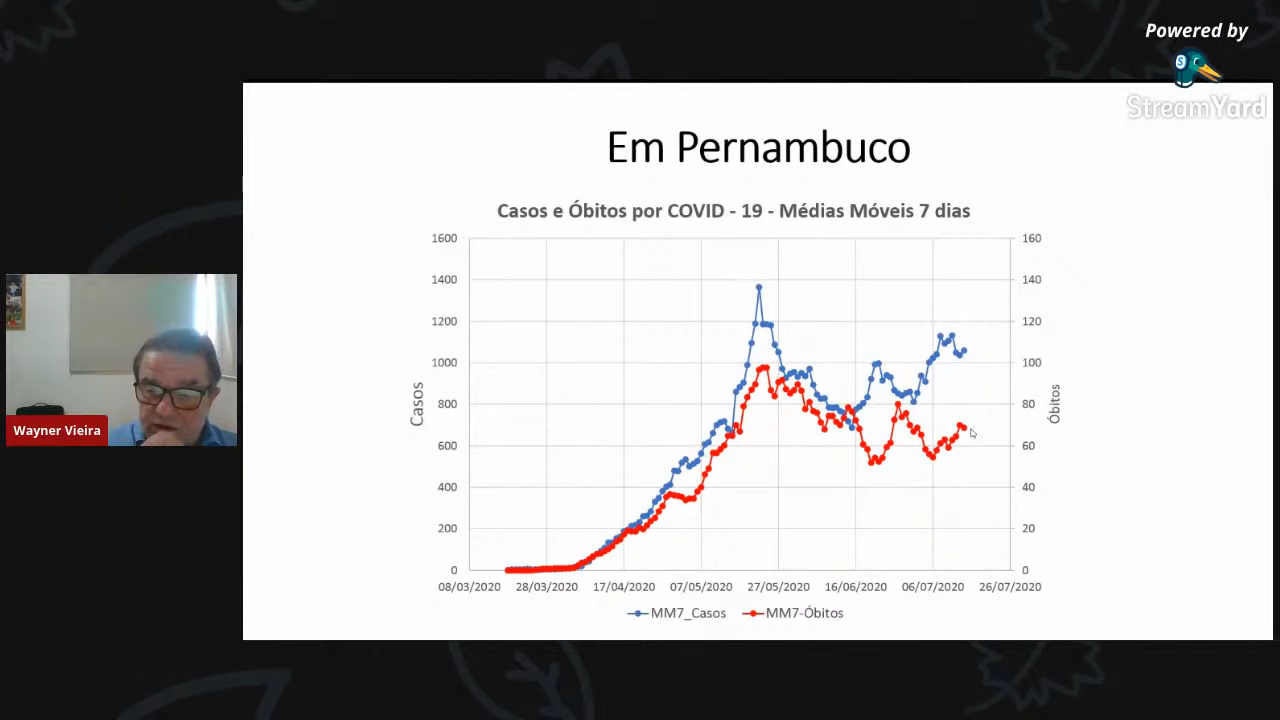 Powered by
S
StreamYard
Em Pernambuco
Casos e Óbitos por COVID - 19 - Médias Móveis 7 dias
1600
1400
1200
1000
800
600
400
200
0
Casos
160
140
120
100
80
60
40
20
0
Óbitos
08/03/2020 28/03/2020 17/04/2020 07/05/2020 27/05/2020 16/06/2020 06/07/2020 26/07/2020
MM7_Casos MM7-Óbitos
Wayner Vieira